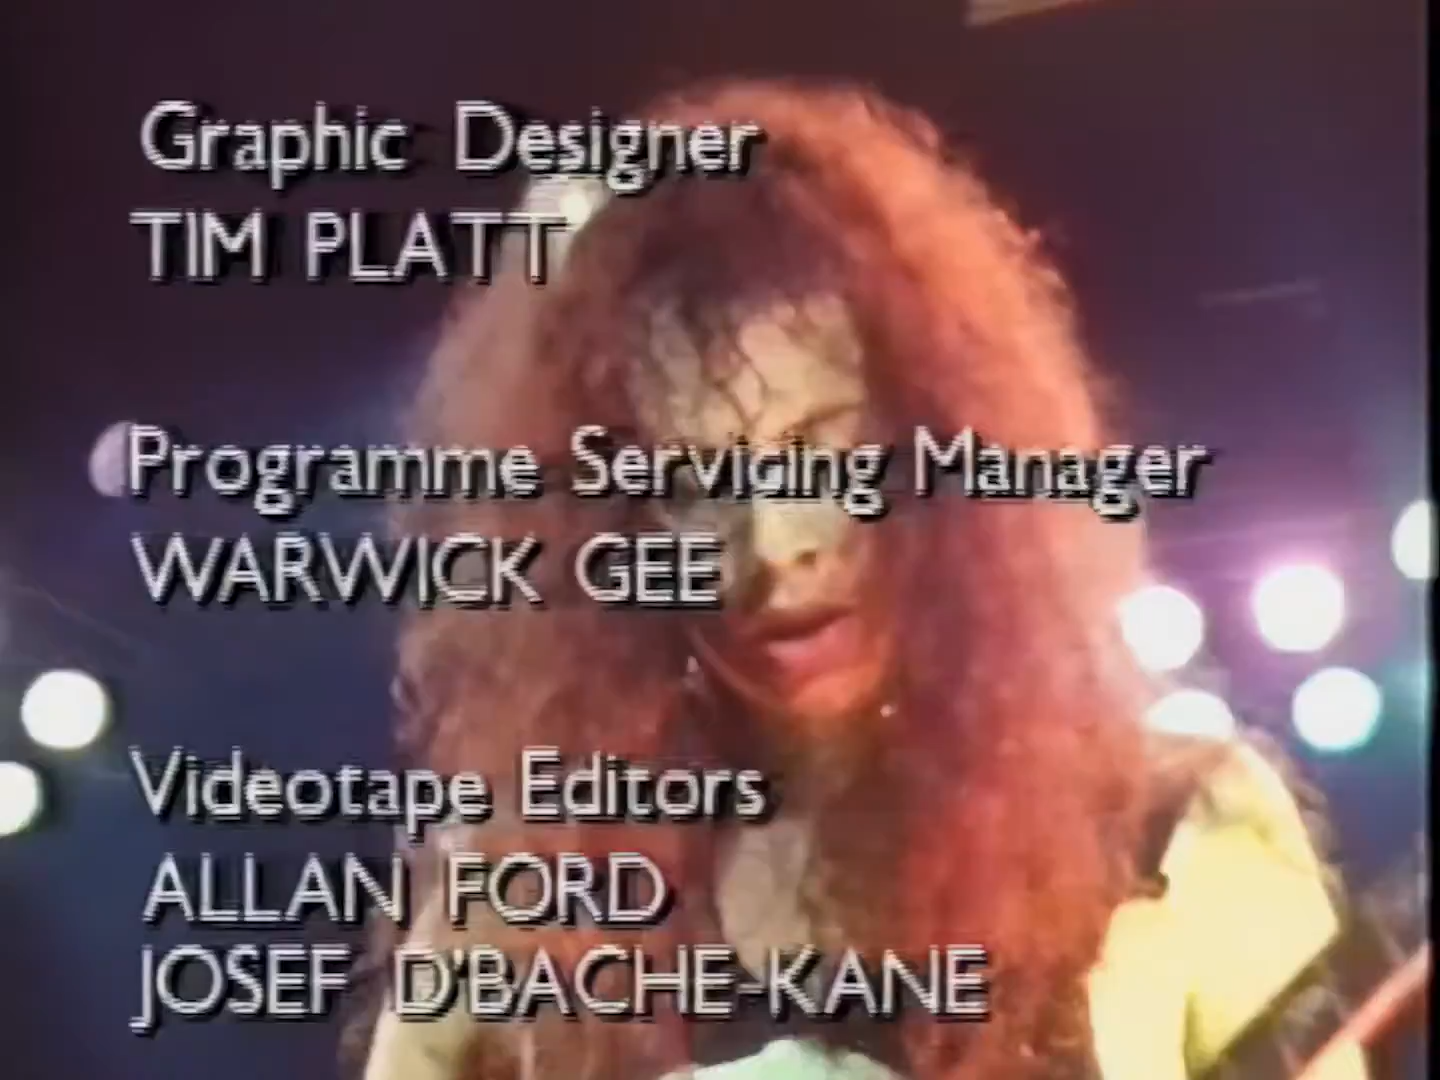 Graphic Designer
TIM PLATT
Programme Servicing Manager
WARWICK GEE
Videotape Editors
ALLAN FORD
JOSEF D'BACHE-KANE